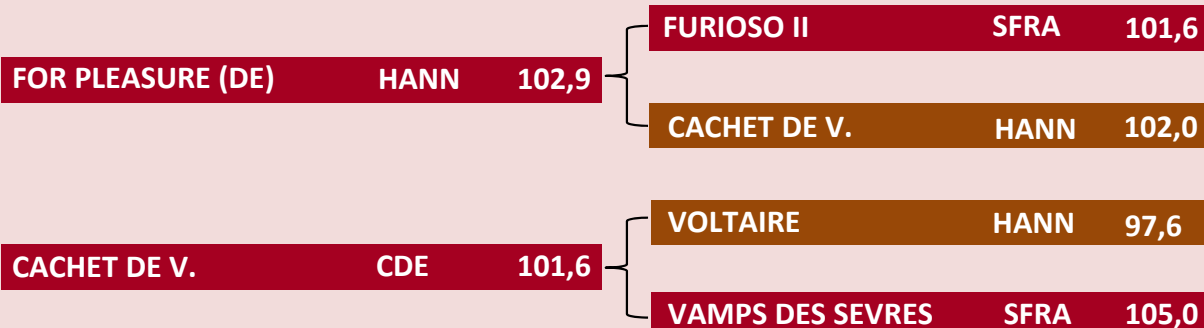 FURIOSO II SFRA 101,6
FOR PLEASURE (DE) HANN 102,9
CACHET DE V. HANN 102,0
VOLTAIRE HANN 97,6
CACHET DE V. CDE 101,6
VAMPS DES SEVRES SFRA 105,0